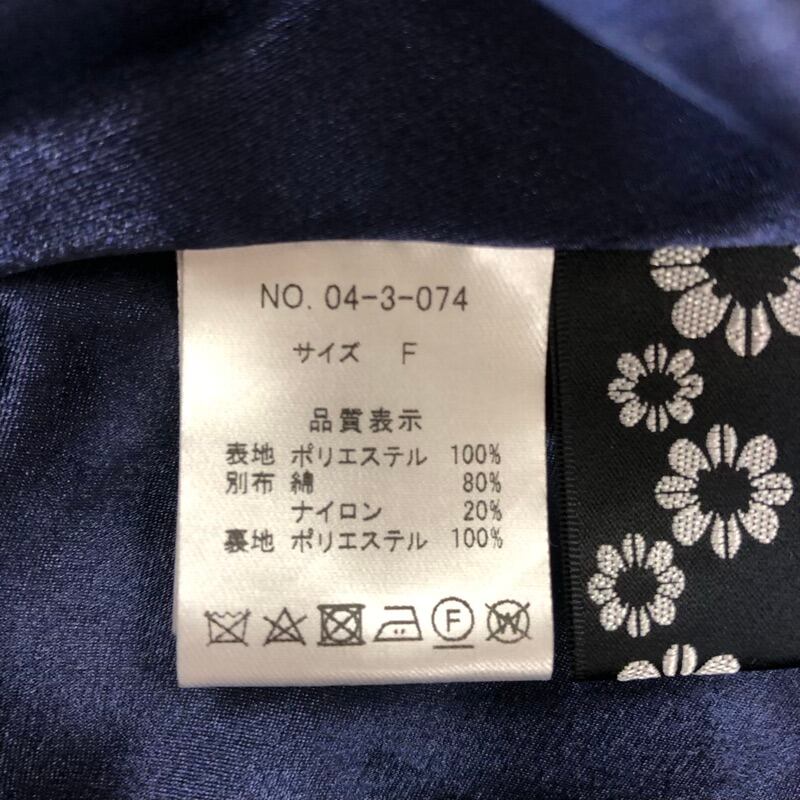 NO. 04-3-074
サイズ F
品質表示
表地 ポリエステル 100%
別布 綿 80%
ナイロン 20%
裏地 ポリエステル 100%
F W